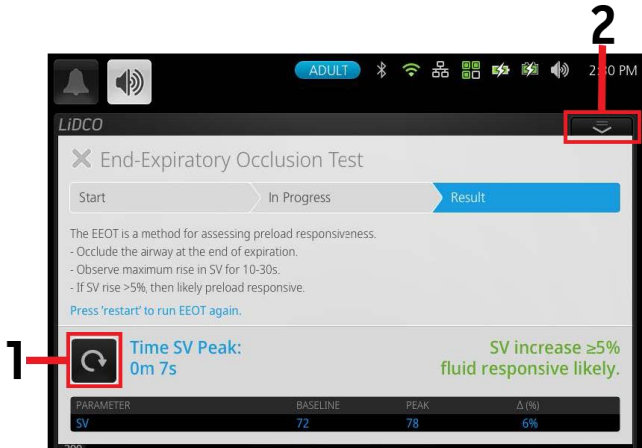 2
ADULT 2:30 PM
LiDCO
End-Expiratory Occlusion Test
Start In Progress Result
The EEOT is a method for assessing preload responsiveness.
- Occlude the airway at the end of expiration.
- Observe maximum rise in SV for 10-30s.
- If SV rise >5%, then likely preload responsive.
Press 'restart' to run EEOT again.
1
Time SV Peak: SV increase ≥5%
0m 7s fluid responsive likely.
PARAMETER BASELINE PEAK Δ (%)
SV 72 78 6%